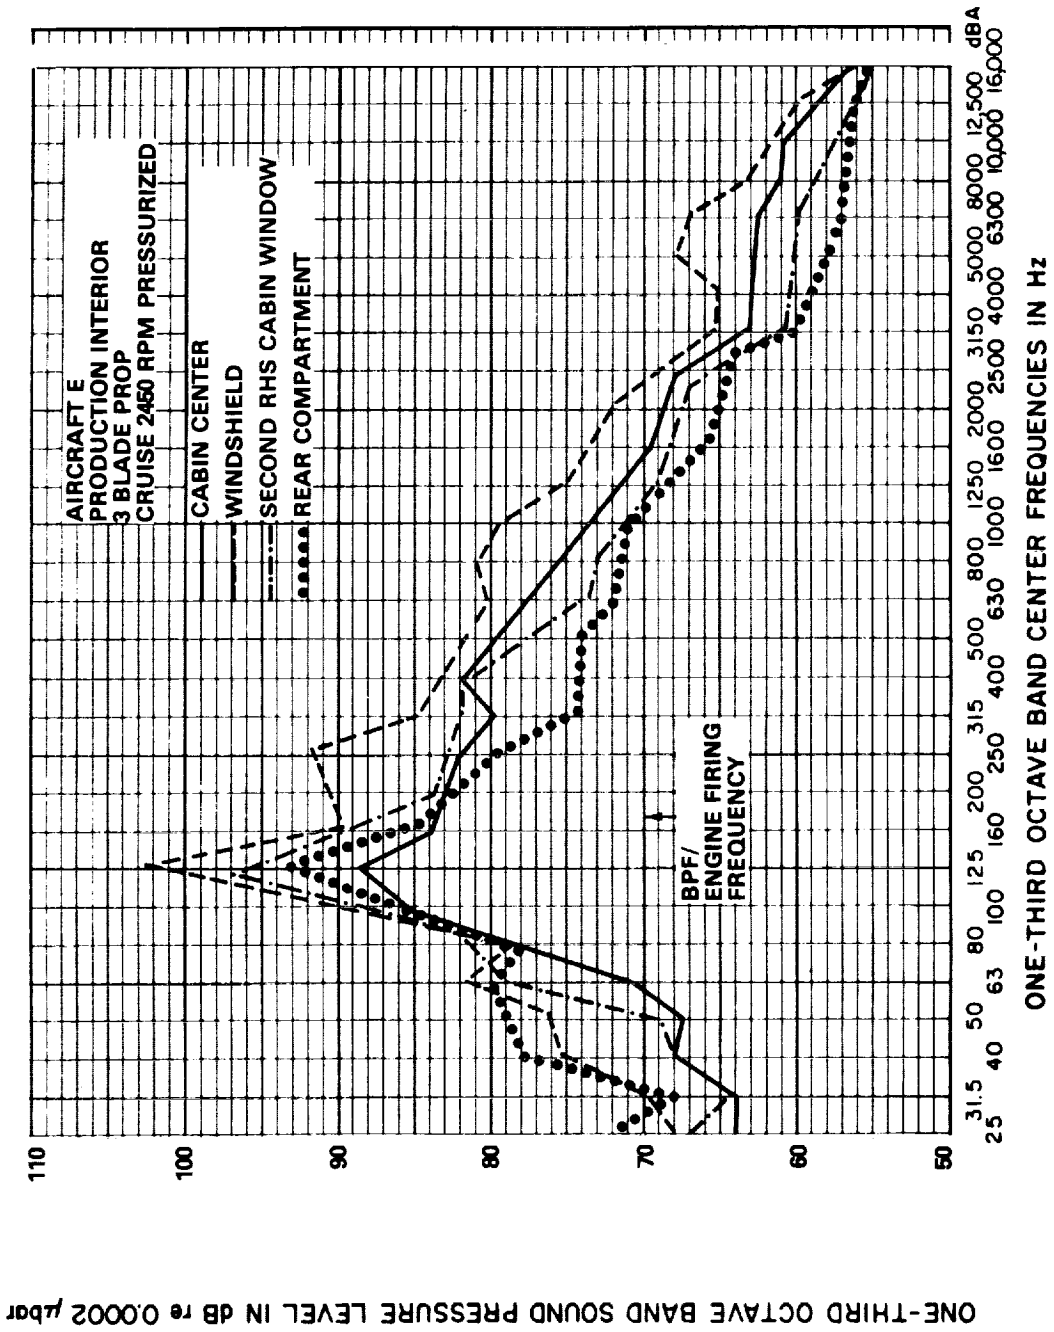 ONE-THIRD OCTAVE BAND SOUND PRESSURE LEVEL IN dB re 0.0002 μbar
110
100
90
80
70
60
50
AIRCRAFT E
PRODUCTION INTERIOR
3 BLADE PROP
CRUISE 2450 RPM PRESSURIZED
CABIN CENTER
WINDSHIELD
SECOND RHS CABIN WINDOW
REAR COMPARTMENT
BPF/
ENGINE FIRING
FREQUENCY
25 31.5 40 50 63 80 100 125 160 200 250 315 400 500 630 800 1000 1250 1600 2000 2500 3150 4000 5000 6300 8000 10,000 12,500 16,000 dBA
ONE-THIRD OCTAVE BAND CENTER FREQUENCIES IN Hz